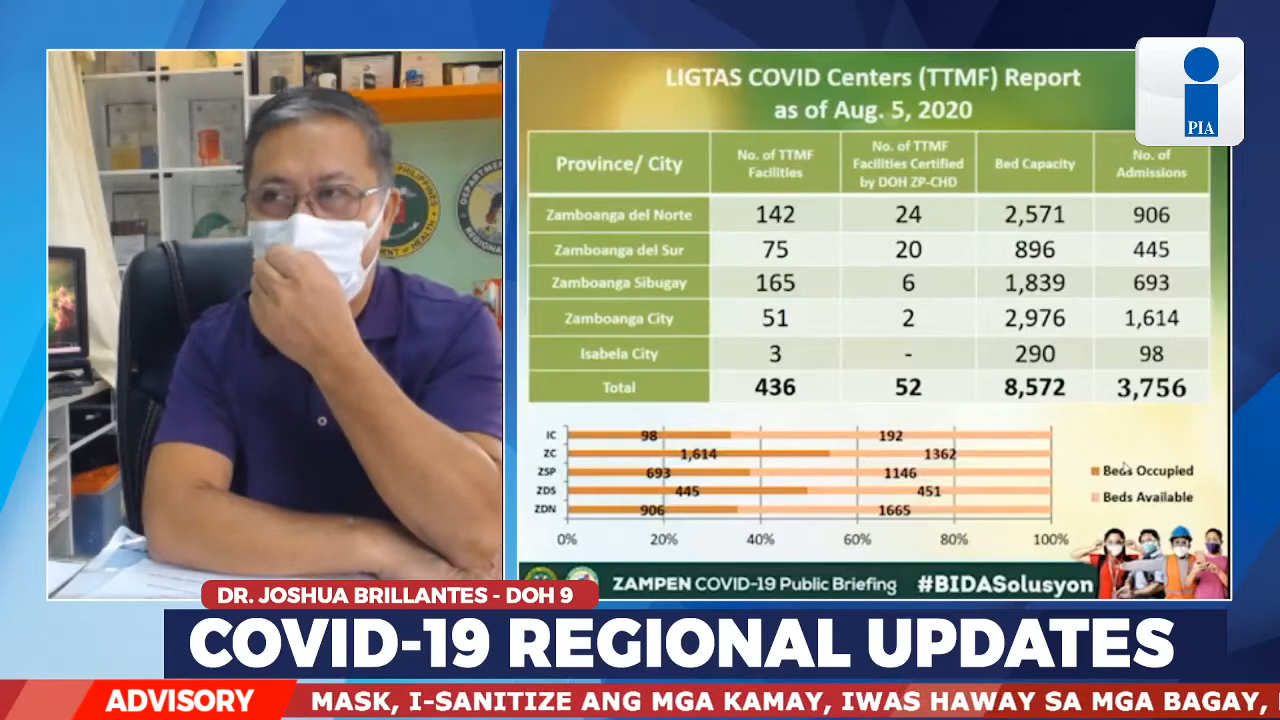 LIGTAS COVID Centers (TTMF) Report
as of Aug. 5, 2020
PIA
Province/ City
No. of TTMF
Facilities
No. of TTMF
Facilities Certified
by DOH ZP-CHD
Bed Capacity
No. of
Admissions
Zamboanga del Norte 142 24 2,571 906
Zamboanga del Sur 75 20 896 445
Zamboanga Sibugay 165 6 1,839 693
Zamboanga City 51 2 2,976 1,614
Isabela City 3 - 290 98
Total 436 52 8,572 3,756
IC 98 192
ZC 1,614 1362
ZSP 693 1146
ZDS 445 451
ZDN 906 1665
0% 20% 40% 60% 80% 100%
Beds Occupied
Beds Available
ZAMPEN COVID-19 Public Briefing #BIDASolusyon
DR. JOSHUA BRILLANTES - DOH 9
COVID-19 REGIONAL UPDATES
ADVISORY MASK, I-SANITIZE ANG MGA KAMAY, IWAS HAWAY SA MGA BAGAY,